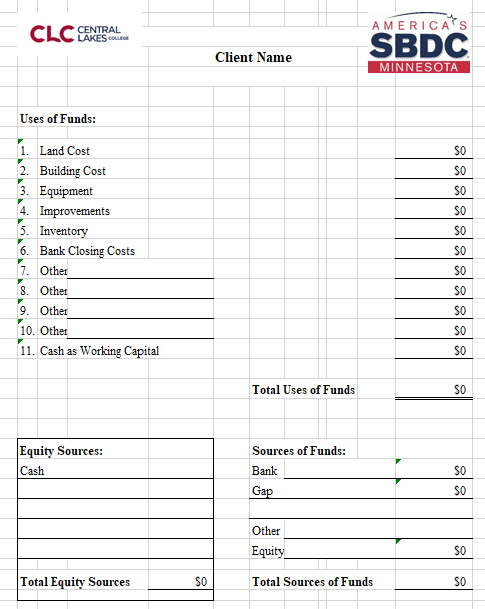 CLC CENTRAL LAKES COLLEGE
AMERICA'S
SBDC
MINNESOTA
Client Name
Uses of Funds:
1. Land Cost $0
2. Building Cost $0
3. Equipment $0
4. Improvements $0
5. Inventory $0
6. Bank Closing Costs $0
7. Other $0
8. Other $0
9. Other $0
10. Other $0
11. Cash as Working Capital $0
Total Uses of Funds $0
Equity Sources:
Cash
Total Equity Sources $0
Sources of Funds:
Bank $0
Gap $0
Other
Equity $0
Total Sources of Funds $0